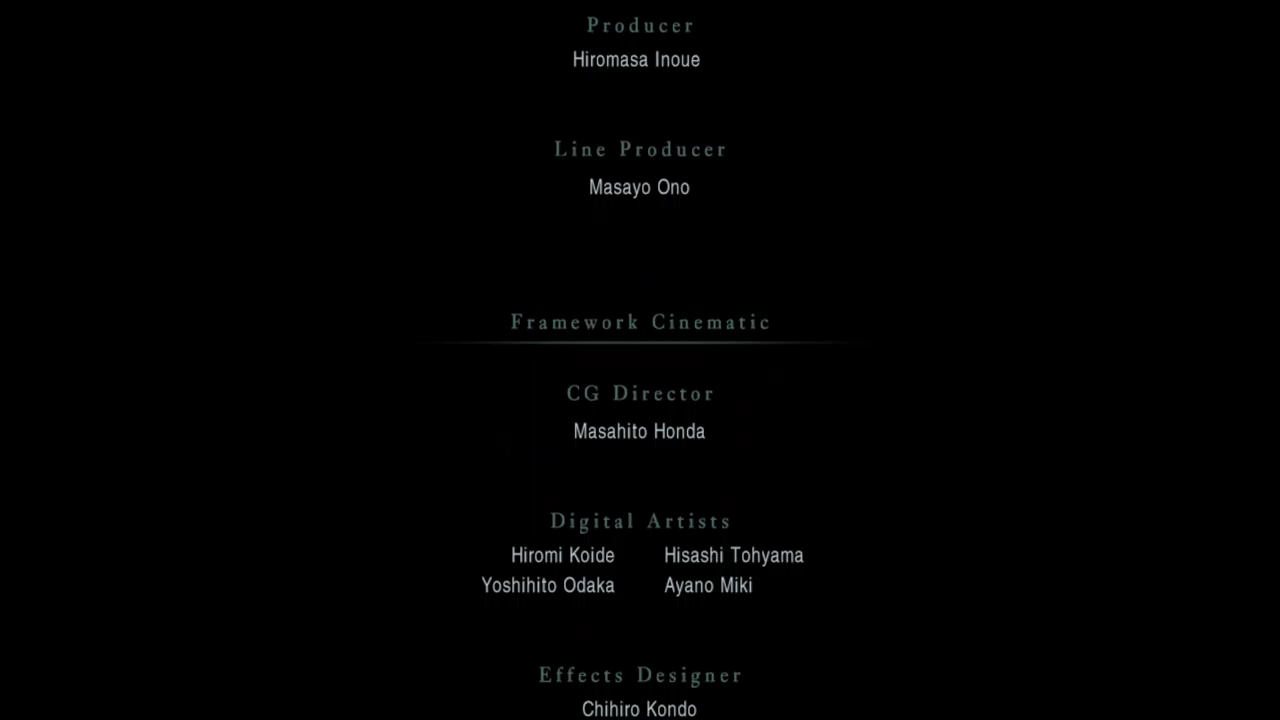 Producer
Hiromasa Inoue
Line Producer
Masayo Ono
Framework Cinematic
CG Director
Masahito Honda
Digital Artists
Hiromi Koide Hisashi Tohyama
Yoshihito Odaka Ayano Miki
Effects Designer
Chihiro Kondo